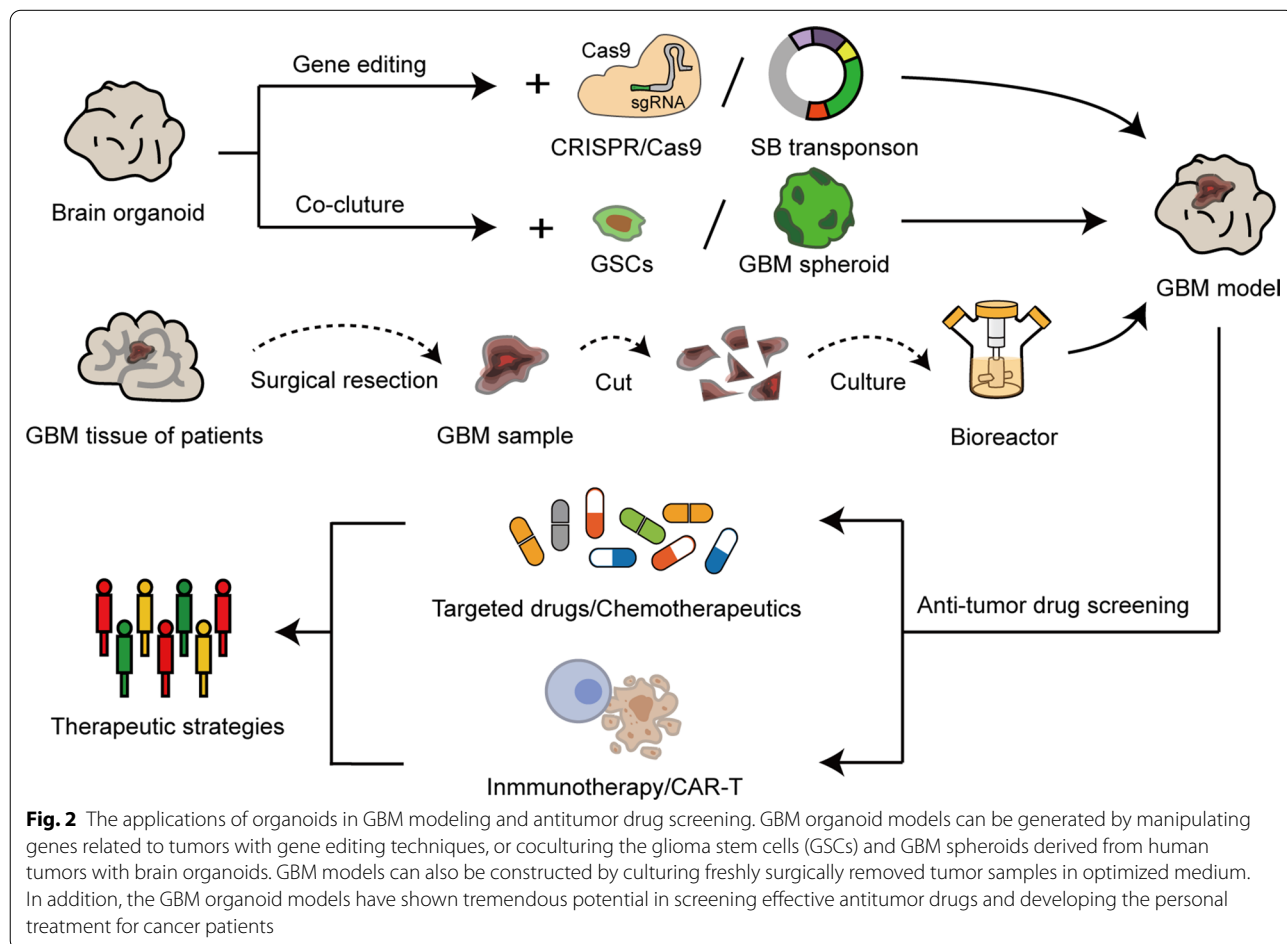 Gene editing
Cas9
sgRNA
+
/
CRISPR/Cas9
SB transponson
Brain organoid
Co-cluture
+
/
GSCs
GBM spheroid
GBM model
Surgical resection
Cut
Culture
GBM tissue of patients
GBM sample
Bioreactor
Targeted drugs/Chemotherapeutics
Anti-tumor drug screening
Therapeutic strategies
Inmmunotherapy/CAR-T
Fig. 2 The applications of organoids in GBM modeling and antitumor drug screening. GBM organoid models can be generated by manipulating
genes related to tumors with gene editing techniques, or coculturing the glioma stem cells (GSCs) and GBM spheroids derived from human
tumors with brain organoids. GBM models can also be constructed by culturing freshly surgically removed tumor samples in optimized medium.
In addition, the GBM organoid models have shown tremendous potential in screening effective antitumor drugs and developing the personal
treatment for cancer patients